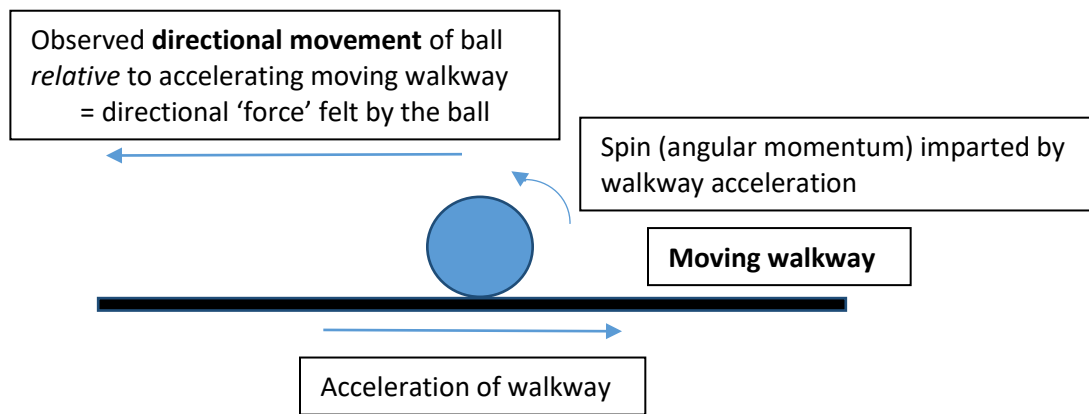 Observed directional movement of ball
relative to accelerating moving walkway
= directional ‘force’ felt by the ball
Spin (angular momentum) imparted by
walkway acceleration
Moving walkway
Acceleration of walkway